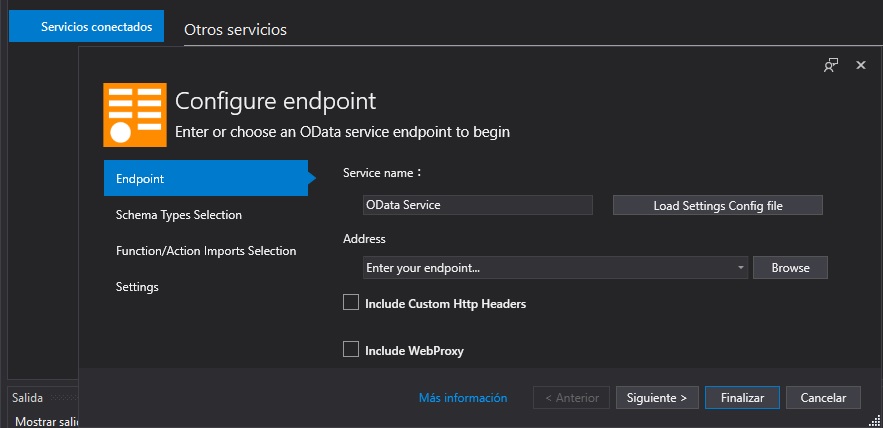 Servicios conectados
Otros servicios
Configure endpoint
Enter or choose an OData service endpoint to begin
Endpoint
Schema Types Selection
Function/Action Imports Selection
Settings
Service name :
OData Service
Load Settings Config file
Address
Enter your endpoint...
Browse
Include Custom Http Headers
Include WebProxy
Salida
Mostrar sali
Más información
< Anterior
Siguiente >
Finalizar
Cancelar